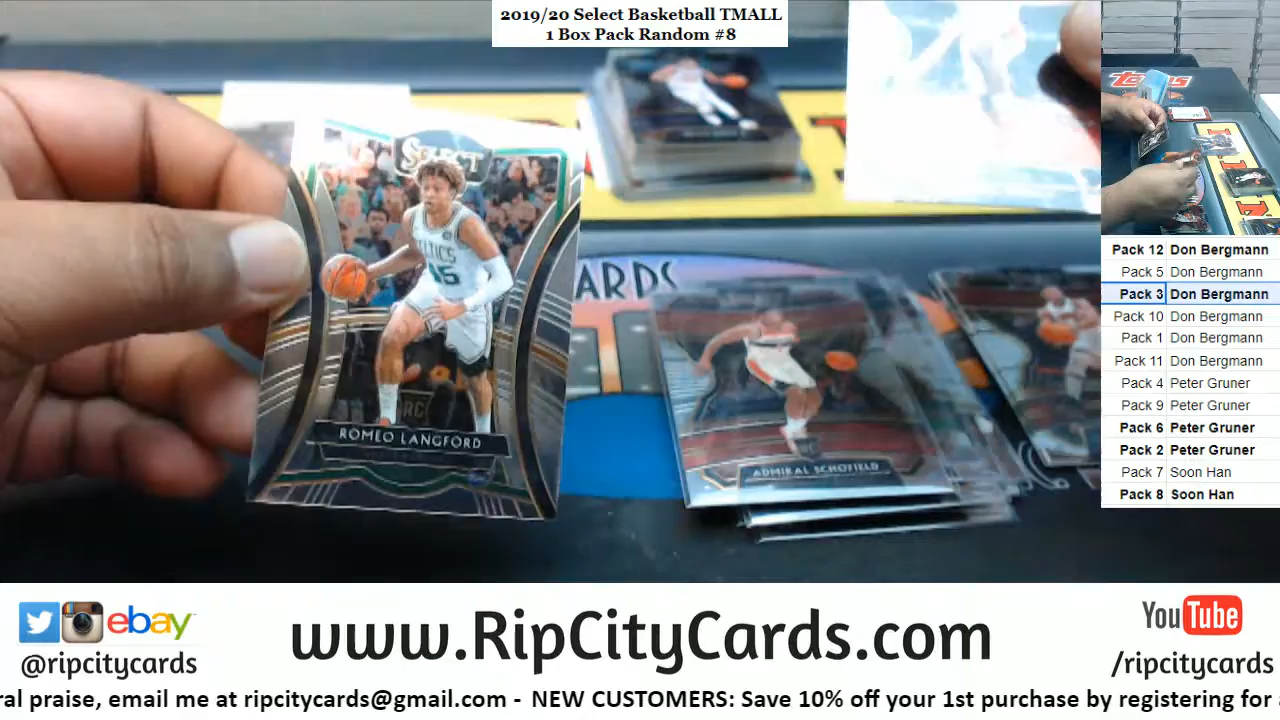 2019/20 Select Basketball TMALL
1 Box Pack Random #8
SELECT
CELTICS
45
RC
ROMEO LANGFORD
ARDS
ADMIRAL SCHOFIELD
Topps
Pack 12 Don Bergmann
Pack 5 Don Bergmann
Pack 3 Don Bergmann
Pack 10 Don Bergmann
Pack 1 Don Bergmann
Pack 11 Don Bergmann
Pack 4 Peter Gruner
Pack 9 Peter Gruner
Pack 6 Peter Gruner
Pack 2 Peter Gruner
Pack 7 Soon Han
Pack 8 Soon Han
ebay
@ripcitycards
www.RipCityCards.com
YouTube
/ripcitycards
ral praise, email me at ripcitycards@gmail.com - NEW CUSTOMERS: Save 10% off your 1st purchase by registering for a